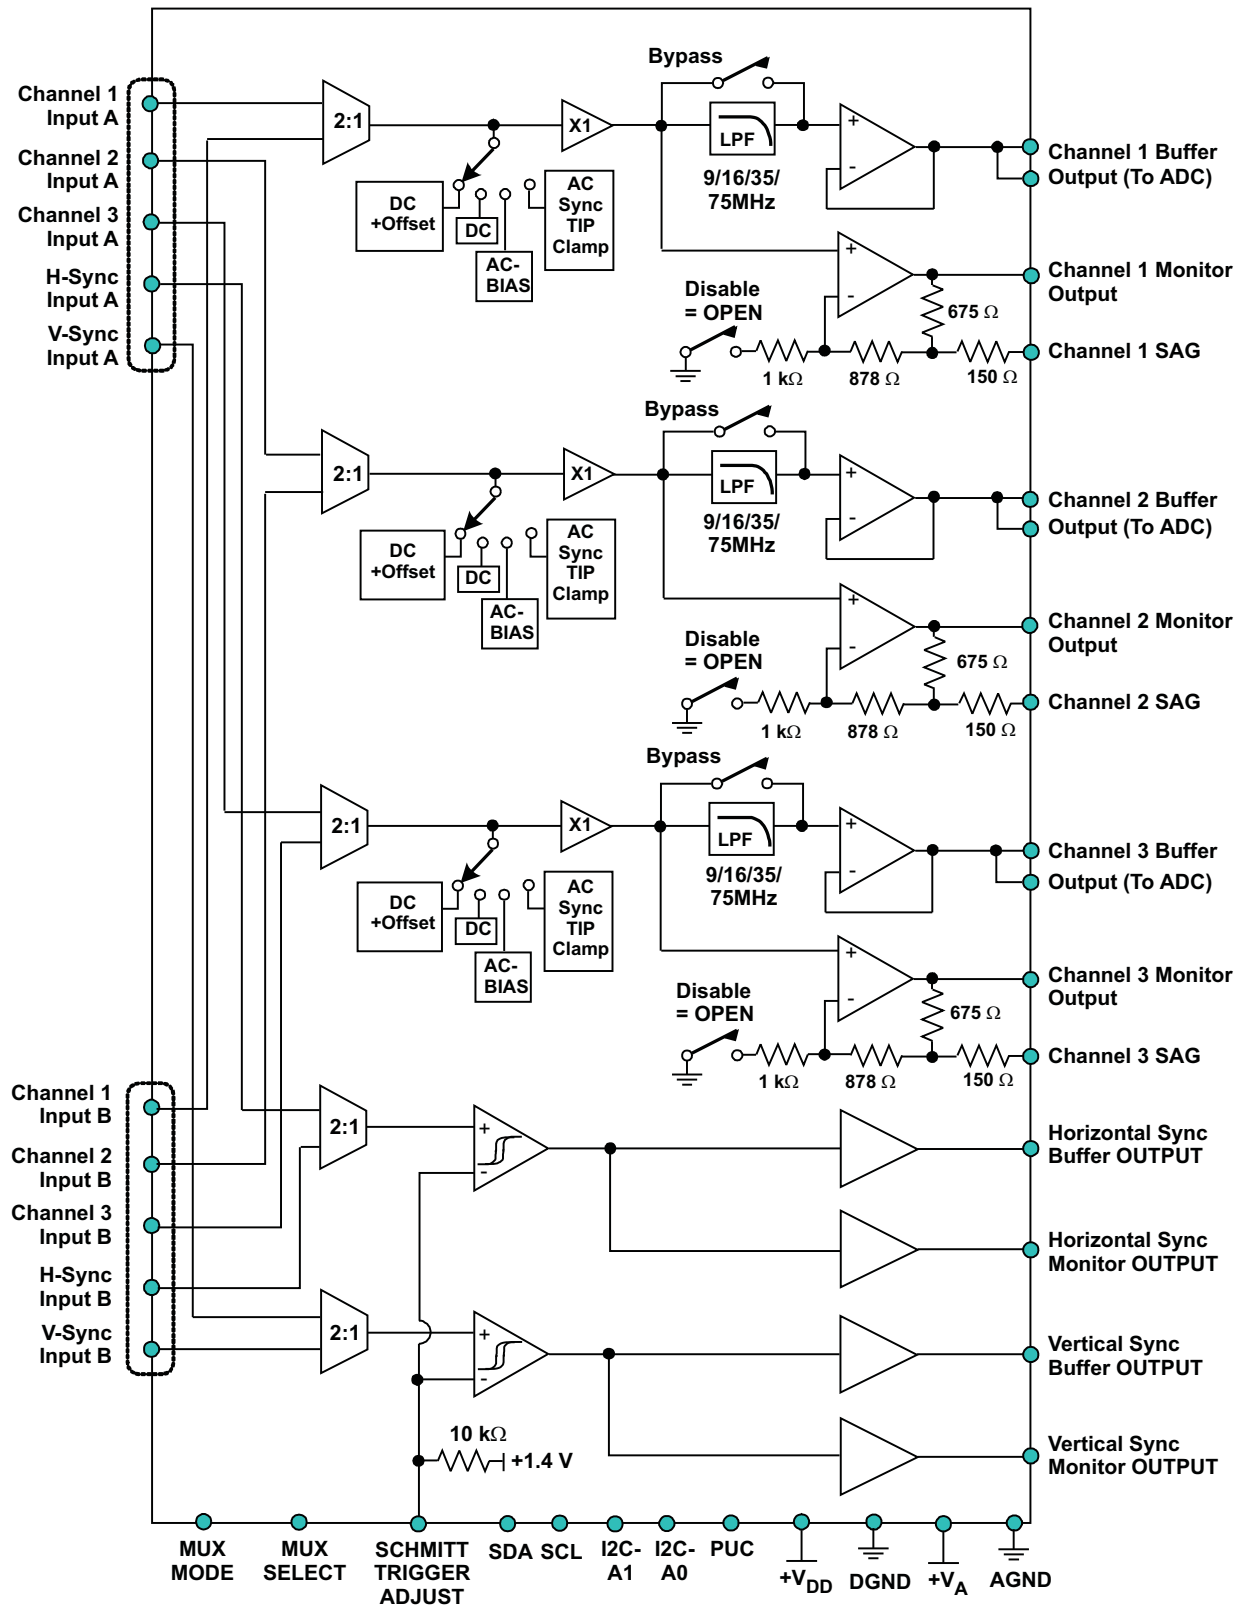 Channel 1
Input A
Channel 2
Input A
Channel 3
Input A
H-Sync
Input A
V-Sync
Input A
2:1
DC
+Offset
DC
AC-
BIAS
AC
Sync
TIP
Clamp
X1
Bypass
LPF
9/16/35/
75MHz
+
-
Channel 1 Buffer
Output (To ADC)
+
-
Channel 1 Monitor
Output
Disable
= OPEN
675 Ω
1 kΩ
878 Ω
150 Ω
Channel 1 SAG
2:1
DC
+Offset
DC
AC-
BIAS
AC
Sync
TIP
Clamp
X1
Bypass
LPF
9/16/35/
75MHz
+
-
Channel 2 Buffer
Output (To ADC)
+
-
Channel 2 Monitor
Output
Disable
= OPEN
675 Ω
1 kΩ
878 Ω
150 Ω
Channel 2 SAG
2:1
DC
+Offset
DC
AC-
BIAS
AC
Sync
TIP
Clamp
X1
Bypass
LPF
9/16/35/
75MHz
+
-
Channel 3 Buffer
Output (To ADC)
+
-
Channel 3 Monitor
Output
Disable
= OPEN
675 Ω
1 kΩ
878 Ω
150 Ω
Channel 3 SAG
Channel 1
Input B
Channel 2
Input B
Channel 3
Input B
H-Sync
Input B
V-Sync
Input B
2:1
+
-
Horizontal Sync
Buffer OUTPUT
Horizontal Sync
Monitor OUTPUT
2:1
+
-
Vertical Sync
Buffer OUTPUT
Vertical Sync
Monitor OUTPUT
10 kΩ
+1.4 V
MUX
MODE
MUX
SELECT
SCHMITT
TRIGGER
ADJUST
SDA
SCL
I2C-
A1
I2C-
A0
PUC
+VDD
DGND
+VA
AGND